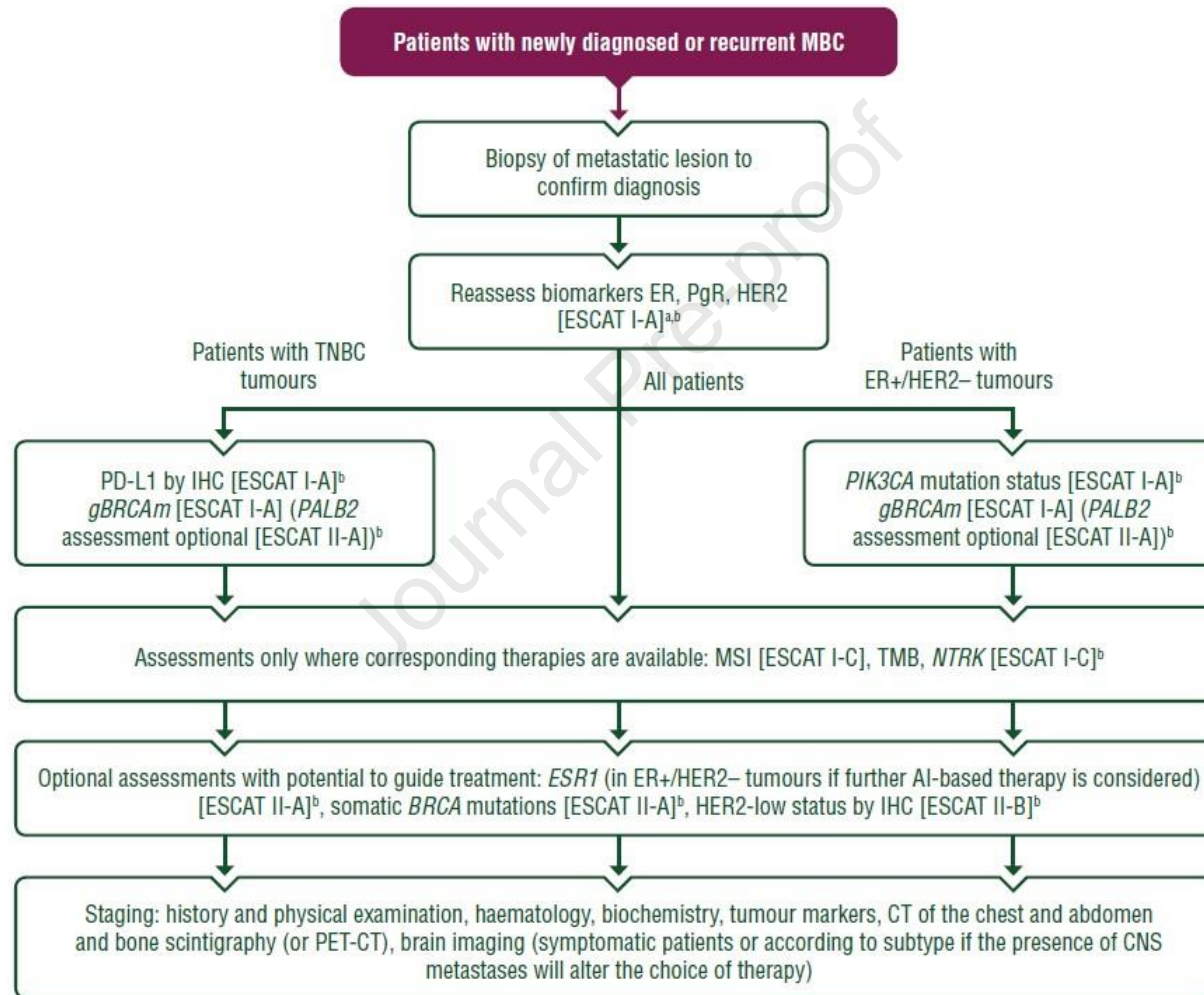 Patients with newly diagnosed or recurrent MBC
Biopsy of metastatic lesion to
confirm diagnosis
Reassess biomarkers ER, PgR, HER2
[ESCAT I-A]a,b
Patients with TNBC
tumours
All patients
Patients with
ER+/HER2– tumours
PD-L1 by IHC [ESCAT I-A]b
gBRCAm [ESCAT I-A] (PALB2
assessment optional [ESCAT II-A])b
PIK3CA mutation status [ESCAT I-A]b
gBRCAm [ESCAT I-A] (PALB2
assessment optional [ESCAT II-A])b
Assessments only where corresponding therapies are available: MSI [ESCAT I-C], TMB, NTRK [ESCAT I-C]b
Optional assessments with potential to guide treatment: ESR1 (in ER+/HER2– tumours if further AI-based therapy is considered)
[ESCAT II-A]b, somatic BRCA mutations [ESCAT II-A]b, HER2-low status by IHC [ESCAT II-B]b
Staging: history and physical examination, haematology, biochemistry, tumour markers, CT of the chest and abdomen
and bone scintigraphy (or PET-CT), brain imaging (symptomatic patients or according to subtype if the presence of CNS
metastases will alter the choice of therapy)
Journal Pre-proof